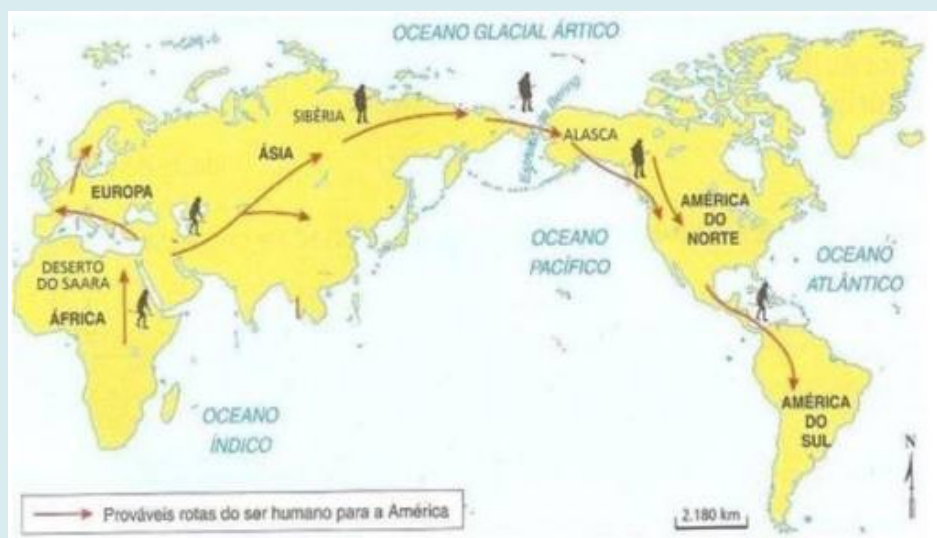 OCEANO GLACIAL ÁRTICO
SIBÉRIA
ALASCA
ÁSIA
Bering
EUROPA
AMÉRICA
DO
NORTE
OCEANO
PACÍFICO
DESERTO
DO SAARA
OCEANO
ATLÂNTICO
ÁFRICA
OCEANO
ÍNDICO
AMÉRICA
DO
SUL
N
Prováveis rotas do ser humano para a América
2.180 km